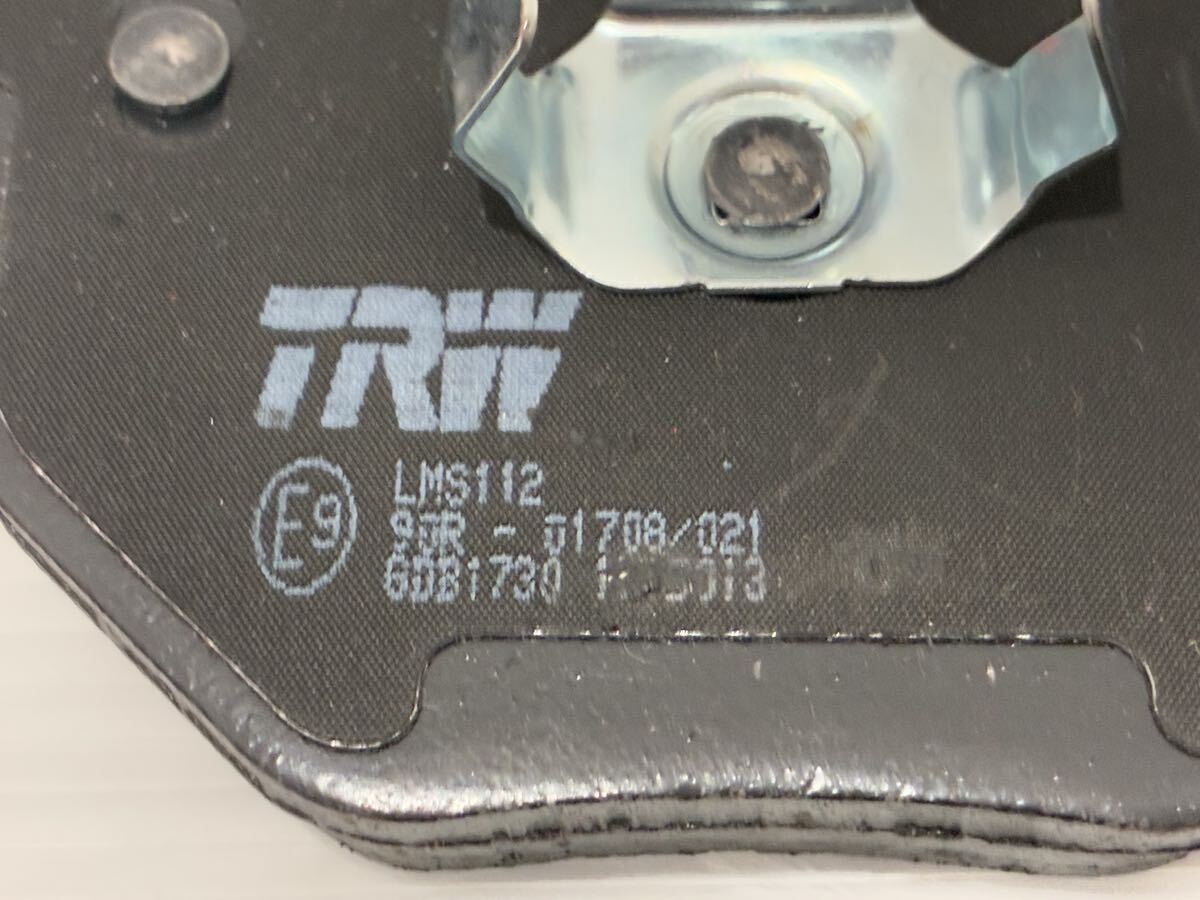 TRW
E9
LMS112
90R - 01708/021
GDB1730